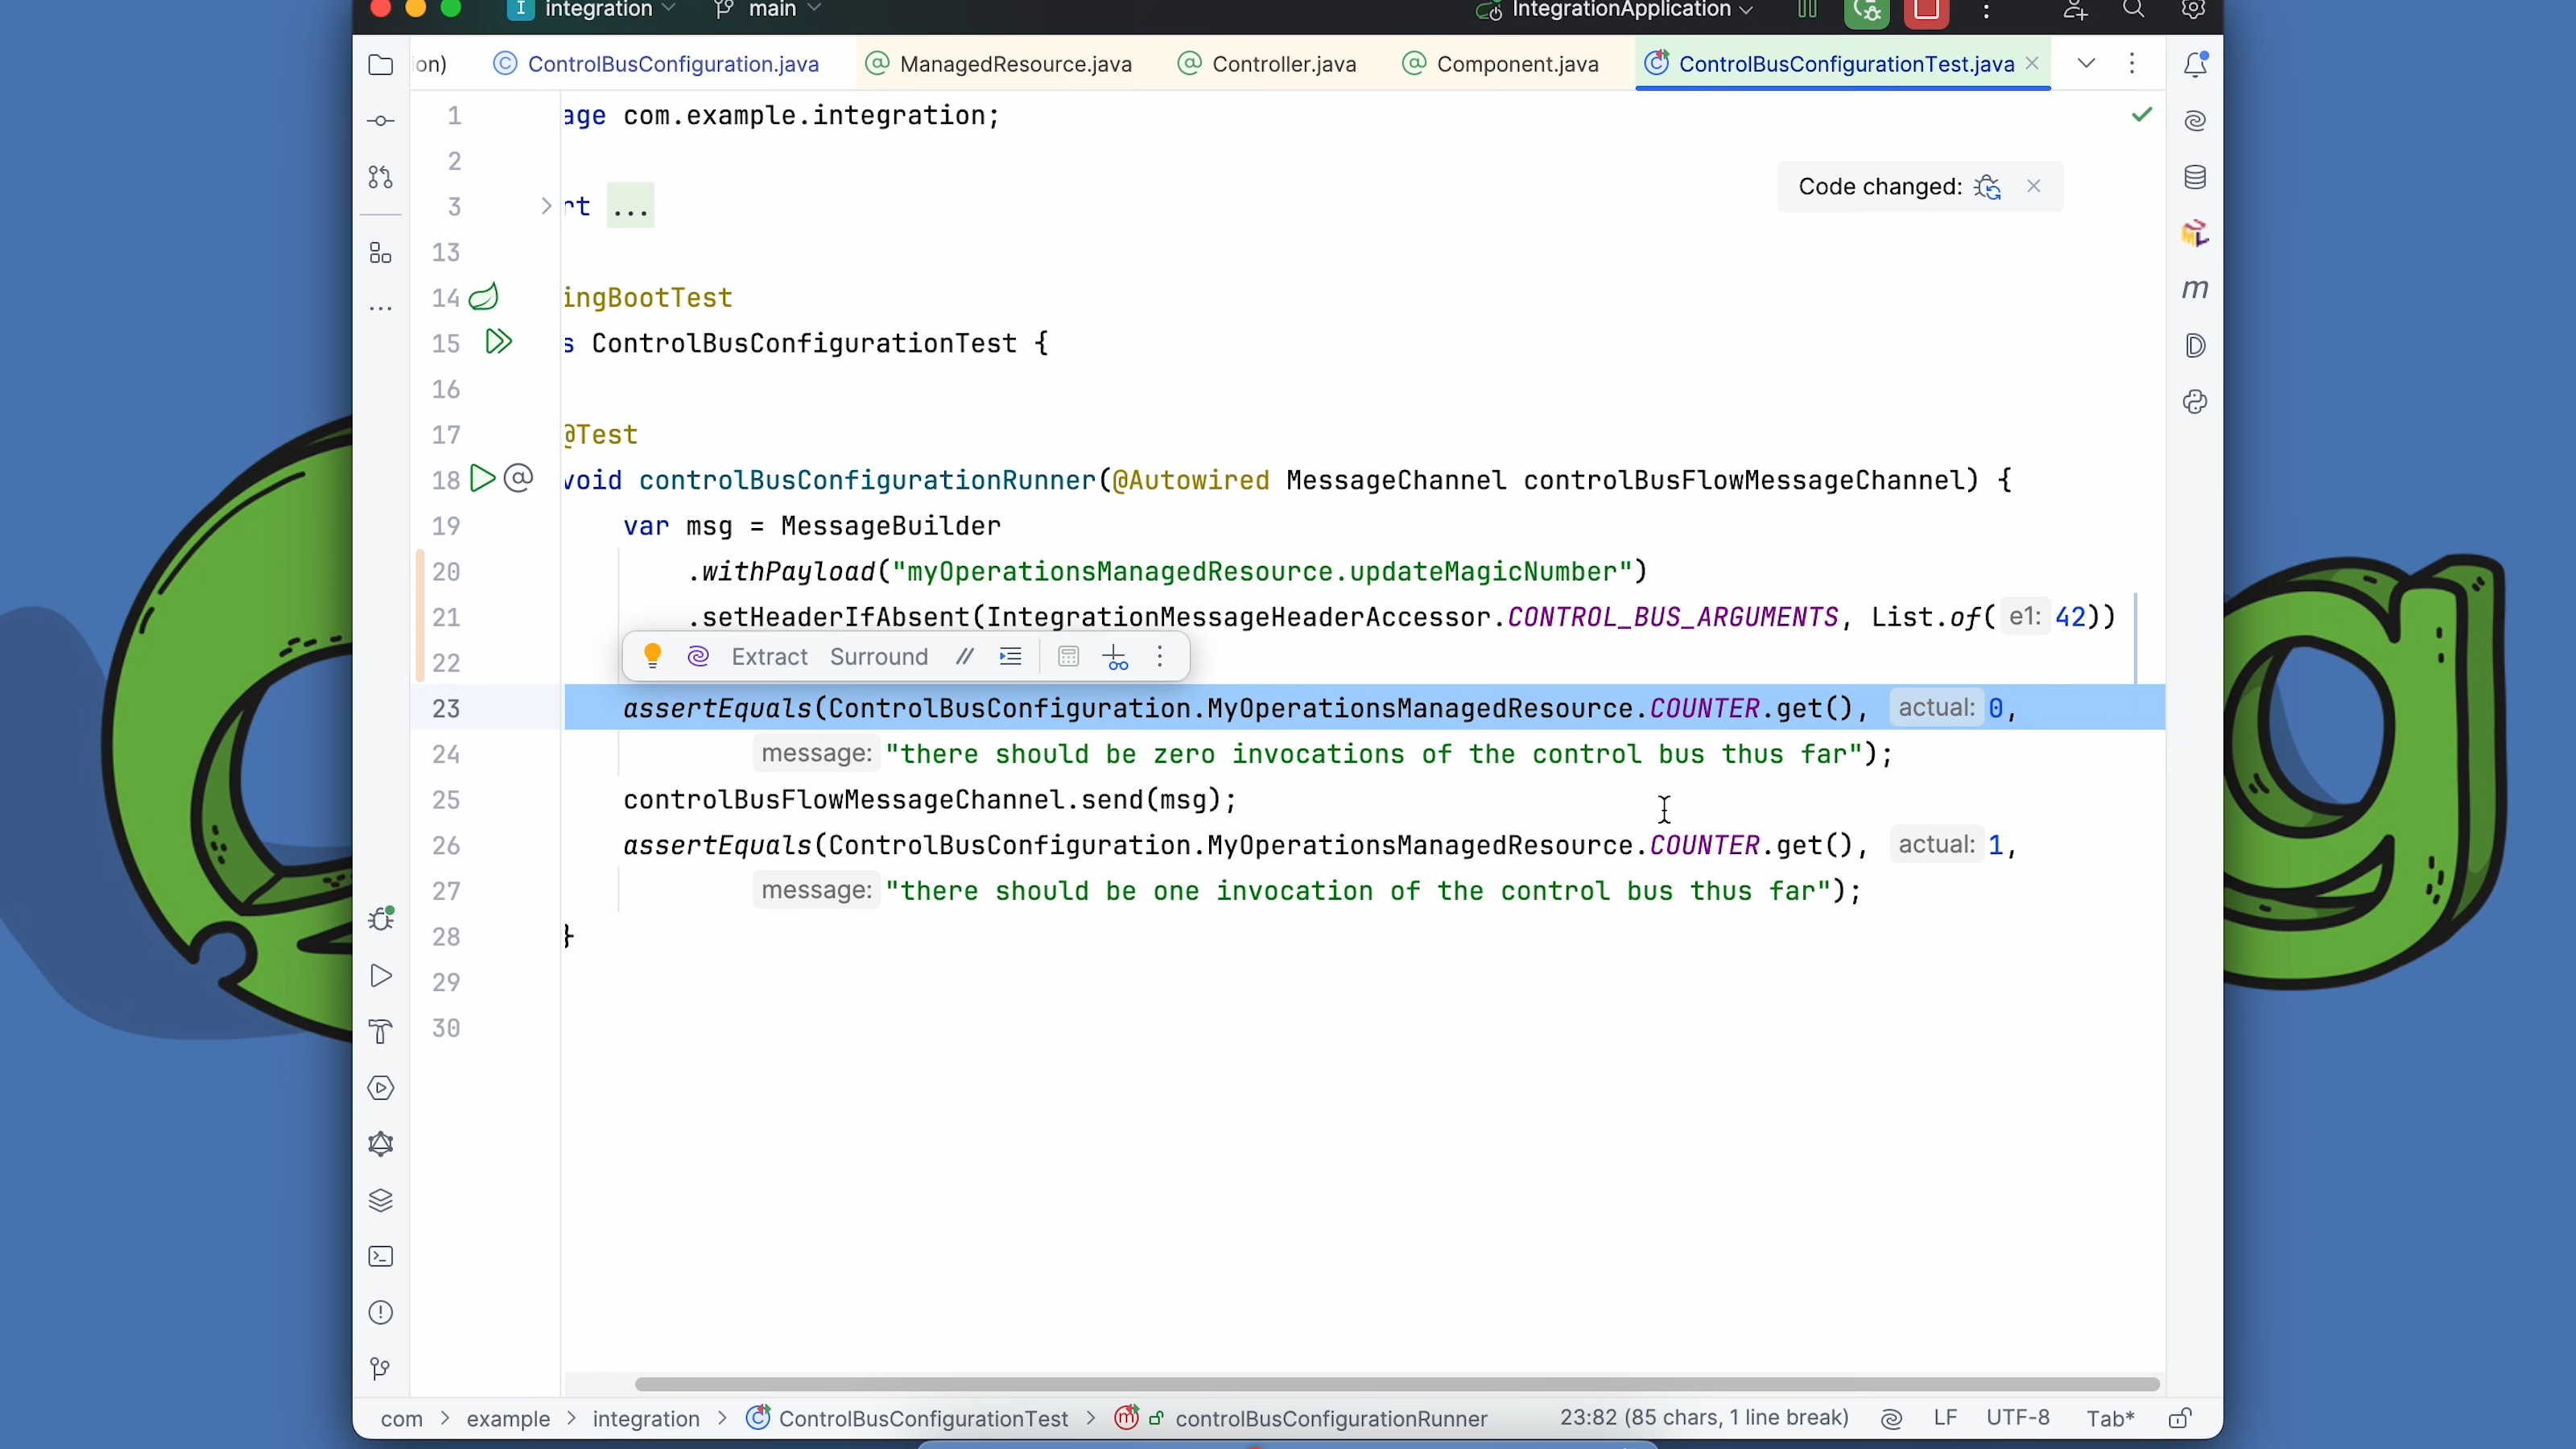 integration main IntegrationApplication
ion) ControlBusConfiguration.java ManagedResource.java Controller.java Component.java ControlBusConfigurationTest.java
1 age com.example.integration;
2
3 rt ...
Code changed:
13
14 ingBootTest
15 s ControlBusConfigurationTest {
16
17 @Test
18 void controlBusConfigurationRunner(@Autowired MessageChannel controlBusFlowMessageChannel) {
19 var msg = MessageBuilder
20 .withPayload("myOperationsManagedResource.updateMagicNumber")
21 .setHeaderIfAbsent(IntegrationMessageHeaderAccessor.CONTROL_BUS_ARGUMENTS, List.of( e1: 42))
22 Extract Surround //
23 assertEquals(ControlBusConfiguration.MyOperationsManagedResource.COUNTER.get(), actual: 0,
24 message: "there should be zero invocations of the control bus thus far");
25 controlBusFlowMessageChannel.send(msg);
26 assertEquals(ControlBusConfiguration.MyOperationsManagedResource.COUNTER.get(), actual: 1,
27 message: "there should be one invocation of the control bus thus far");
28 }
29
30
com > example > integration > ControlBusConfigurationTest > controlBusConfigurationRunner 23:82 (85 chars, 1 line break) LF UTF-8 Tab*